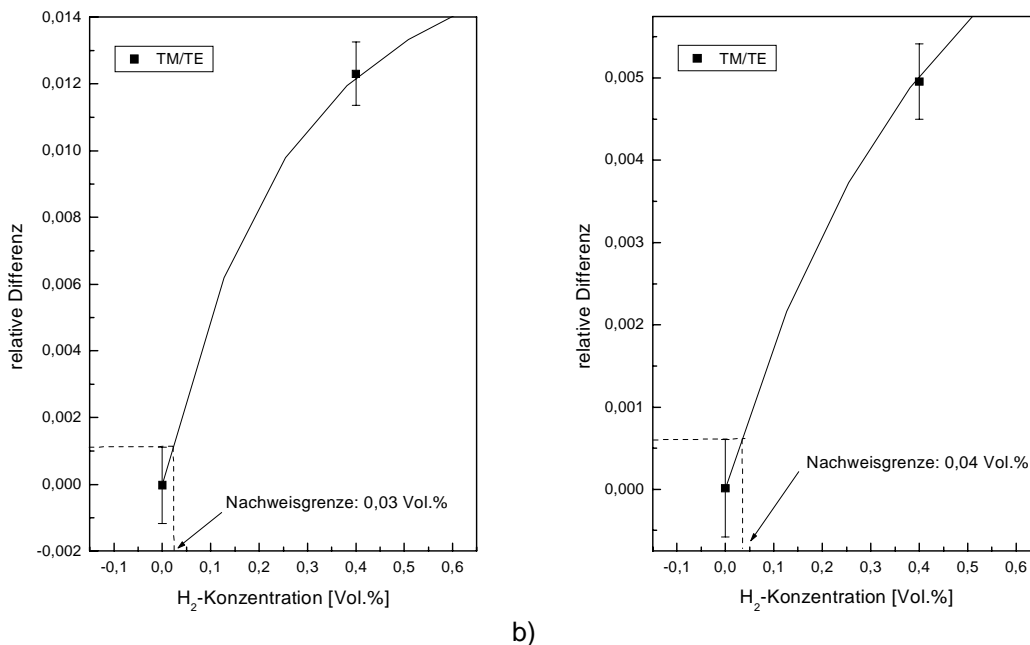 0,014
0,012
0,010
0,008
0,006
0,004
0,002
0,000
-0,002
relative Differenz
TM/TE
Nachweisgrenze: 0,03 Vol.%
-0,1 0,0 0,1 0,2 0,3 0,4 0,5 0,6
H₂-Konzentration [Vol.%]
0,005
0,004
0,003
0,002
0,001
0,000
relative Differenz
TM/TE
Nachweisgrenze: 0,04 Vol.%
-0,1 0,0 0,1 0,2 0,3 0,4 0,5 0,6
H₂-Konzentration [Vol.%]
b)